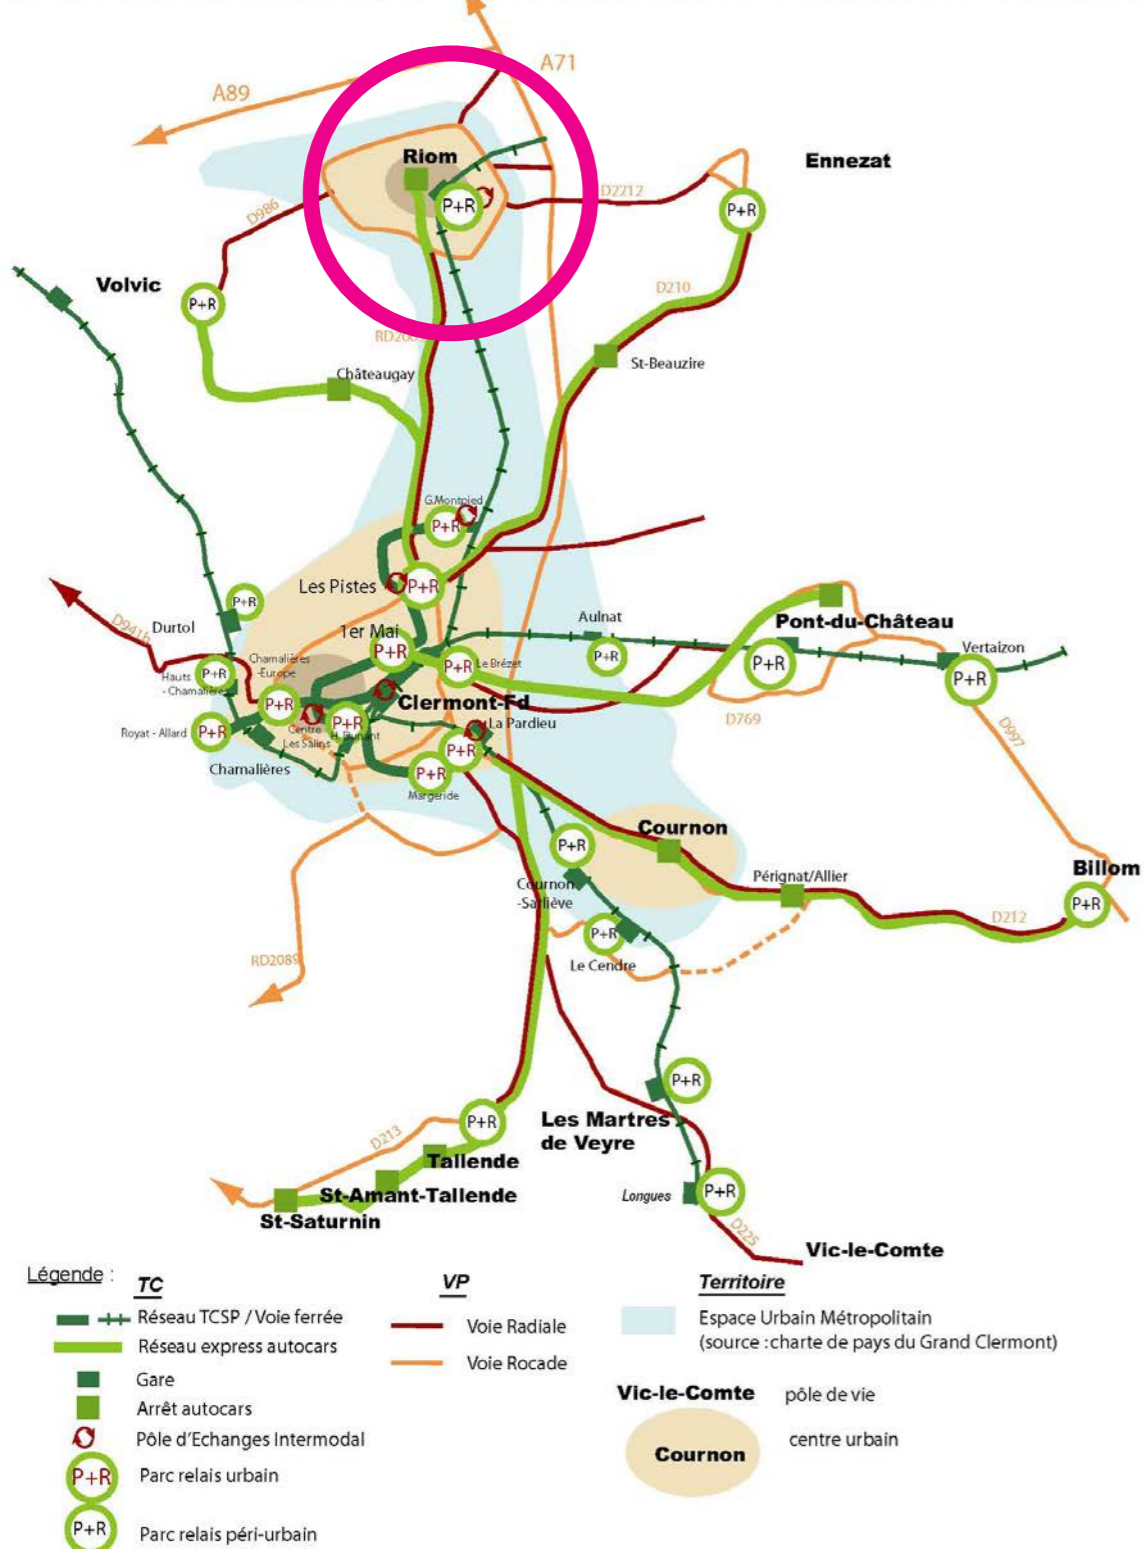 A71
A89
Riom
Ennezat
P+R
D2212
P+R
D986
Volvic
P+R
D210
RD200
St-Beauzire
Châteaugay
G.Montpied
P+R
Les Pistes
P+R
P+R
Durtol
D941b
1er Mai
P+R
Aulnat
P+R
Pont-du-Château
P+R
Vertaizon
P+R
Chamalières
-Europe
Le Brézet
P+R
Hauts
- Chamalières
P+R
P+R
Clermont-Fd
D769
D997
Royat - Allard
P+R
Centre
Les Salins
P+R
H. Dunant
La Pardieu
P+R
Chamalières
P+R
Margeride
Cournon
P+R
Pérignat/Allier
Billom
P+R
Cournon
-Sarliève
D212
RD2089
P+R
Le Cendre
P+R
Les Martres
de Veyre
P+R
D213
Tallende
St-Amant-Tallende
St-Saturnin
Longues
P+R
D225
Vic-le-Comte
Légende :
TC
VP
Territoire
Réseau TCSP / Voie ferrée
Réseau express autocars
Gare
Arrêt autocars
Pôle d'Echanges Intermodal
P+R
Parc relais urbain
P+R
Parc relais péri-urbain
Voie Radiale
Voie Rocade
Espace Urbain Métropolitain
(source : charte de pays du Grand Clermont)
Vic-le-Comte
pôle de vie
Cournon
centre urbain